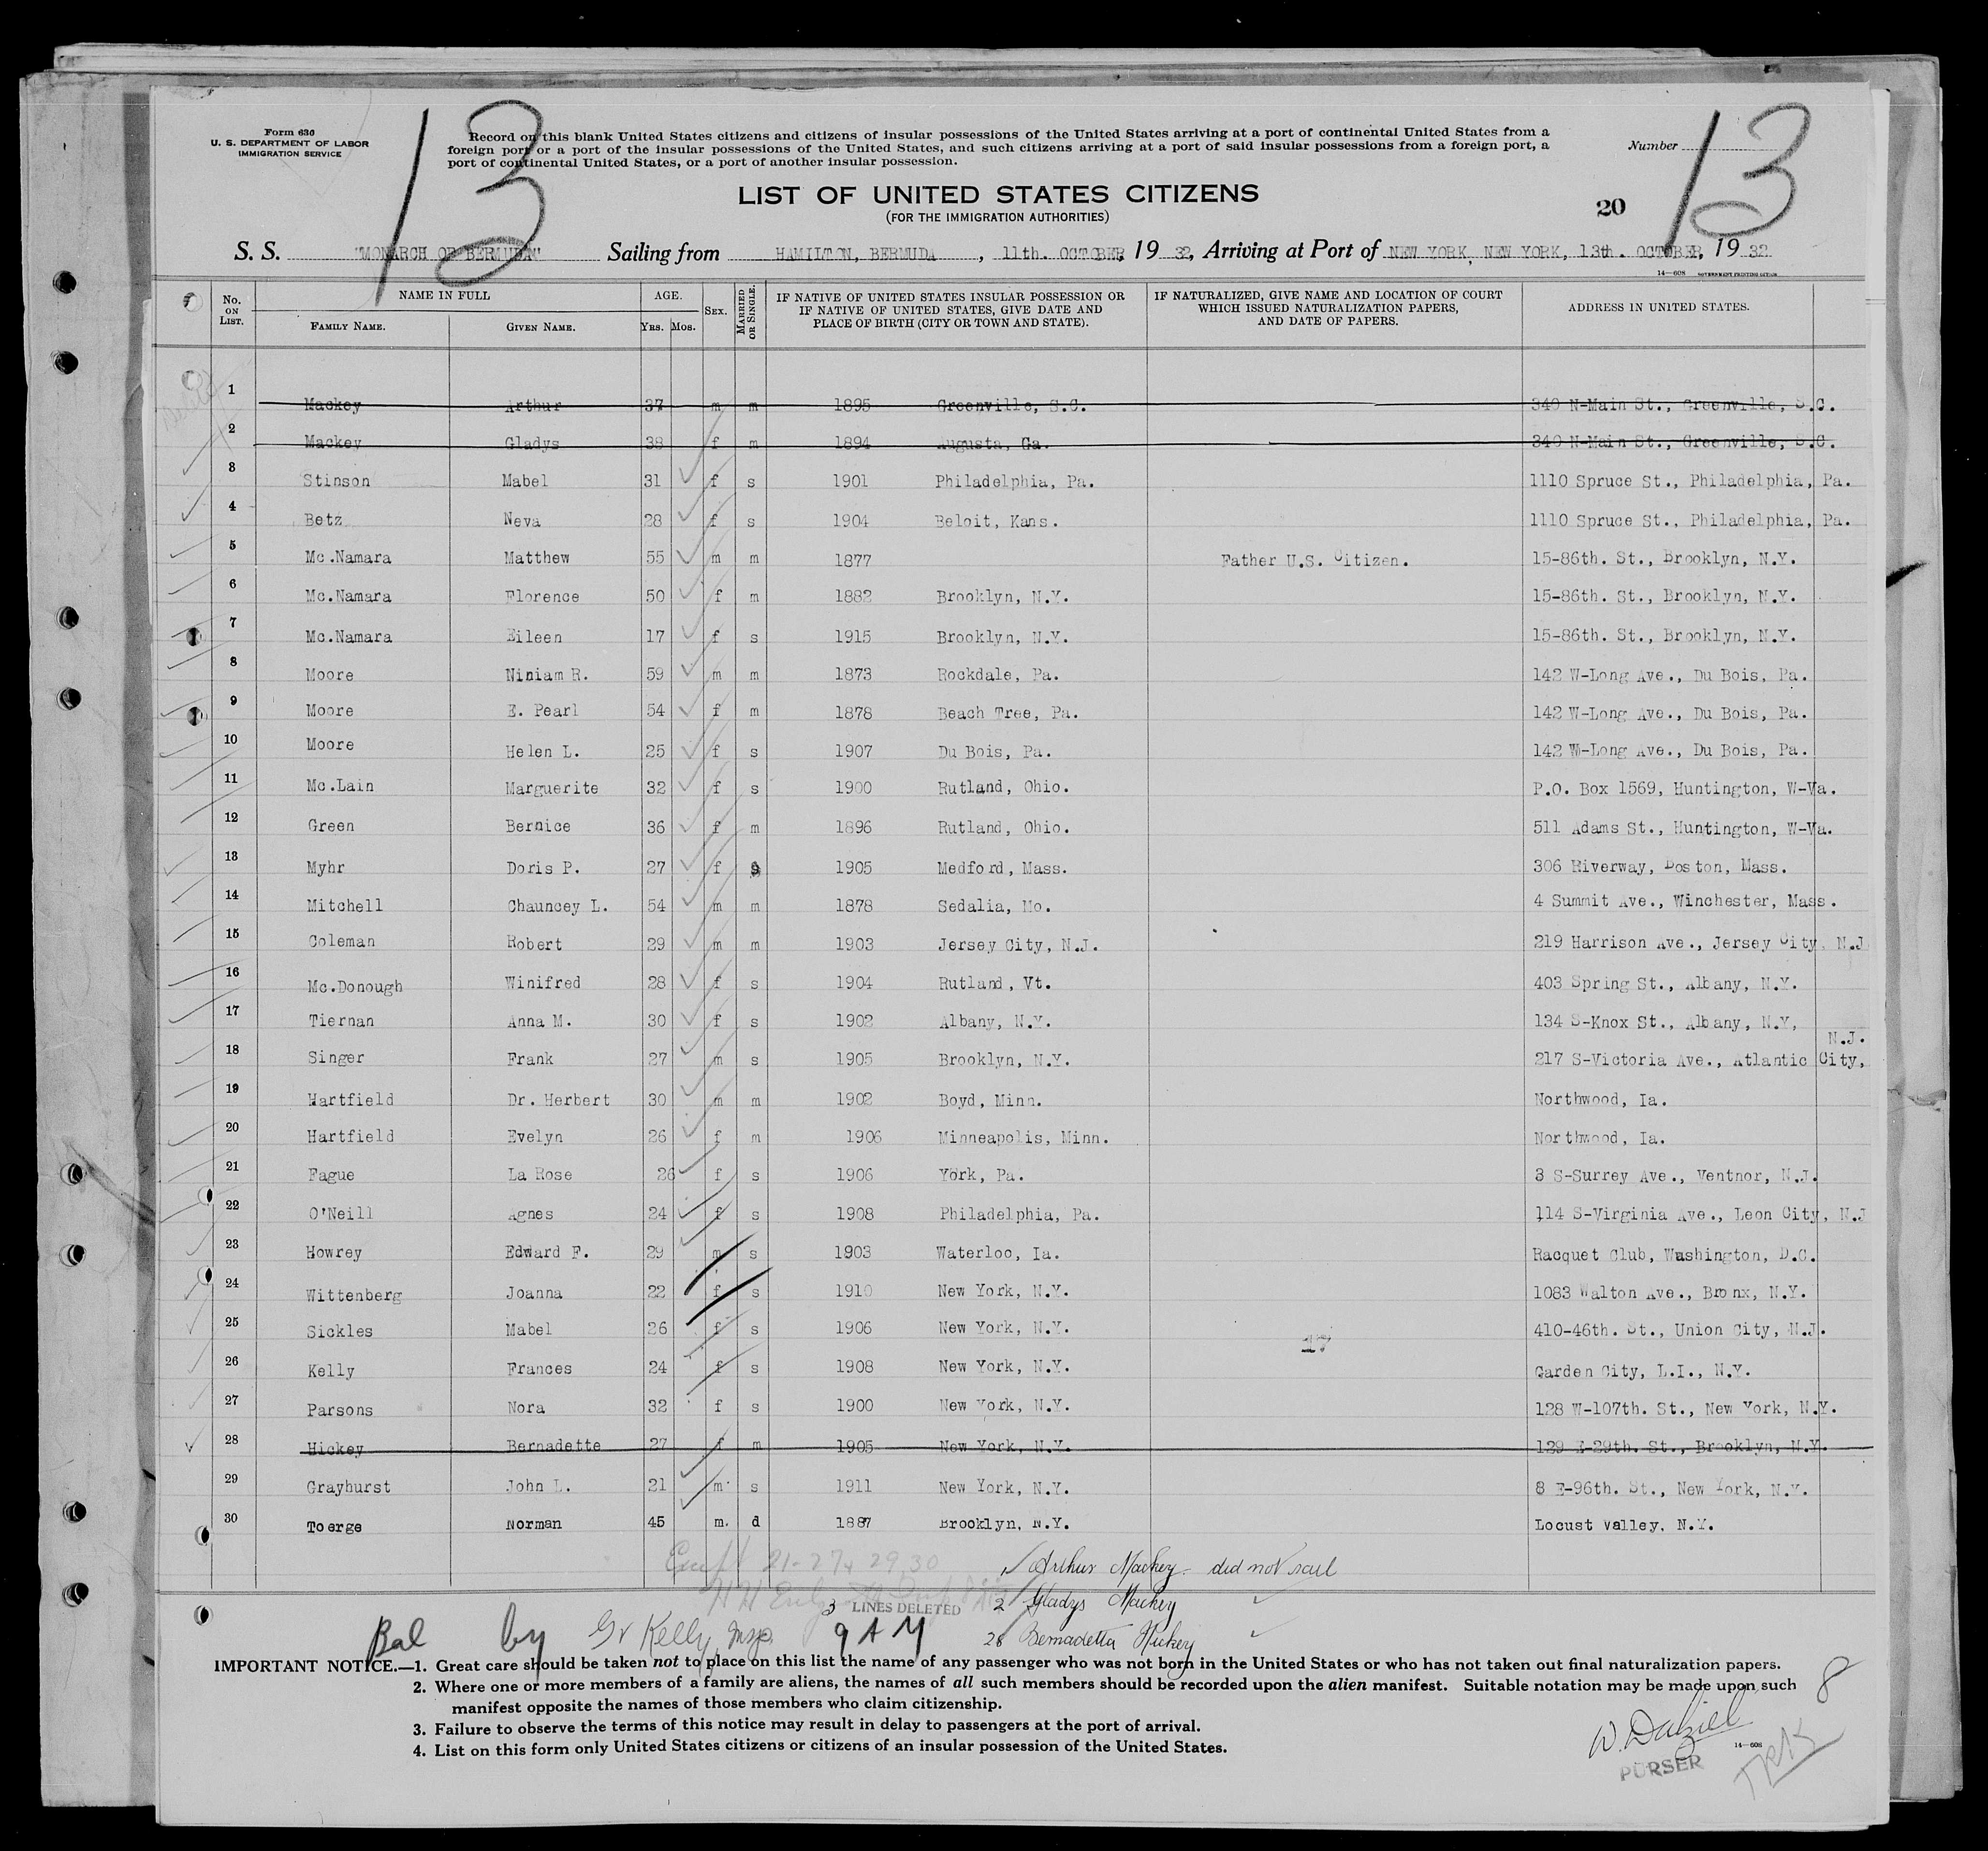 13
13
Form 630
U. S. DEPARTMENT OF LABOR
IMMIGRATION SERVICE
Record on this blank United States citizens and citizens of insular possessions of the United States arriving at a port of continental United States from a
foreign port or a port of the insular possessions of the United States, and such citizens arriving at a port of said insular possessions from a foreign port, a
port of continental United States, or a port of another insular possession.
Number
LIST OF UNITED STATES CITIZENS
(FOR THE IMMIGRATION AUTHORITIES)
20
S. S. "MONARCH OF BERMUDA" Sailing from HAMILTON, BERMUDA, 11th. OCTOBER, 19 32, Arriving at Port of NEW YORK, NEW YORK, 13th. OCTOBER, 19 32
14—608 GOVERNMENT PRINTING OFFICE
No. ON LIST. NAME IN FULL FAMILY NAME. GIVEN NAME. AGE. YRS. MOS. SEX. MARRIED OR SINGLE. IF NATIVE OF UNITED STATES INSULAR POSSESSION OR IF NATIVE OF UNITED STATES, GIVE DATE AND PLACE OF BIRTH (CITY OR TOWN AND STATE). IF NATURALIZED, GIVE NAME AND LOCATION OF COURT WHICH ISSUED NATURALIZATION PAPERS, AND DATE OF PAPERS. ADDRESS IN UNITED STATES.
1 Mackey Arthur 37 m m 1895 Greenville, S.C. 340 N-Main St., Greenville, S.C.
2 Mackey Gladys 38 f m 1894 Augusta, Ga. 340 N-Main St., Greenville, S.C.
3 Stinson Mabel 31 f s 1901 Philadelphia, Pa. 1110 Spruce St., Philadelphia, Pa.
4 Betz Neva 28 f s 1904 Beloit, Kans. 1110 Spruce St., Philadelphia, Pa.
5 Mc.Namara Matthew 55 m m 1877 Father U.S. Citizen. 15-86th. St., Brooklyn, N.Y.
6 Mc.Namara Florence 50 f m 1882 Brooklyn, N.Y. 15-86th. St., Brooklyn, N.Y.
7 Mc.Namara Eileen 17 f s 1915 Brooklyn, N.Y. 15-86th. St., Brooklyn, N.Y.
8 Moore Niniam R. 59 m m 1873 Rockdale, Pa. 142 W-Long Ave., Du Bois, Pa.
9 Moore E. Pearl 54 f m 1878 Beach Tree, Pa. 142 W-Long Ave., Du Bois, Pa.
10 Moore Helen L. 25 f s 1907 Du Bois, Pa. 142 W-Long Ave., Du Bois, Pa.
11 Mc.Lain Marguerite 32 f s 1900 Rutland, Ohio. P.O. Box 1569, Huntington, W-Va.
12 Green Bernice 36 f m 1896 Rutland, Ohio. 511 Adams St., Huntington, W-Va.
13 Myhr Doris P. 27 f s 1905 Medford, Mass. 306 Riverway, Boston, Mass.
14 Mitchell Chauncey L. 54 m m 1878 Sedalia, Mo. 4 Summit Ave., Winchester, Mass.
15 Coleman Robert 29 m m 1903 Jersey City, N.J. 219 Harrison Ave., Jersey City, N.J
16 Mc.Donough Winifred 28 f s 1904 Rutland, Vt. 403 Spring St., Albany, N.Y.
17 Tiernan Anna M. 30 f s 1902 Albany, N.Y. 134 S-Knox St., Albany, N.Y.
N.J.
18 Singer Frank 27 m s 1905 Brooklyn, N.Y. 217 S-Victoria Ave., Atlantic City,
19 Hartfield Dr. Herbert 30 m m 1902 Boyd, Minn. Northwood, Ia.
20 Hartfield Evelyn 26 f m 1906 Minneapolis, Minn. Northwood, Ia.
21 Fague La Rose 26 f s 1906 York, Pa. 3 S-Surrey Ave., Ventnor, N.J.
22 O'Neill Agnes 24 f s 1908 Philadelphia, Pa. 114 S-Virginia Ave., Leon City, N.J
23 Howrey Edward F. 29 m s 1903 Waterloo, Ia. Racquet Club, Washington, D.C.
24 Wittenberg Joanna 22 f s 1910 New York, N.Y. 1083 Walton Ave., Bronx, N.Y.
25 Sickles Mabel 26 f s 1906 New York, N.Y. 410-46th. St., Union City, N.J.
27
26 Kelly Frances 24 f s 1908 New York, N.Y. Garden City, L.I., N.Y.
27 Parsons Nora 32 f s 1900 New York, N.Y. 128 W-107th. St., New York, N.Y.
28 Hickey Bernadette 27 f m 1905 New York, N.Y. 129 E-29th. St., Brooklyn, N.Y.
29 Grayhurst John L. 21 m s 1911 New York, N.Y. 8 E-96th. St., New York, N.Y.
30 Toerge Norman 45 m. d 1887 Brooklyn, N.Y. Locust Valley, N.Y.
21-27 29 30
1 Arthur Mackey - did not sail
3 LINES DELETED 2 Gladys Mackey
Bal by Gr Kelly Insp. 9 AM 28 Bernadetta Hickey
IMPORTANT NOTICE.—1. Great care should be taken not to place on this list the name of any passenger who was not born in the United States or who has not taken out final naturalization papers.
2. Where one or more members of a family are aliens, the names of all such members should be recorded upon the alien manifest. Suitable notation may be made upon such
manifest opposite the names of those members who claim citizenship.
3. Failure to observe the terms of this notice may result in delay to passengers at the port of arrival.
4. List on this form only United States citizens or citizens of an insular possession of the United States.
8
W. Dalziel
14—608
PURSER